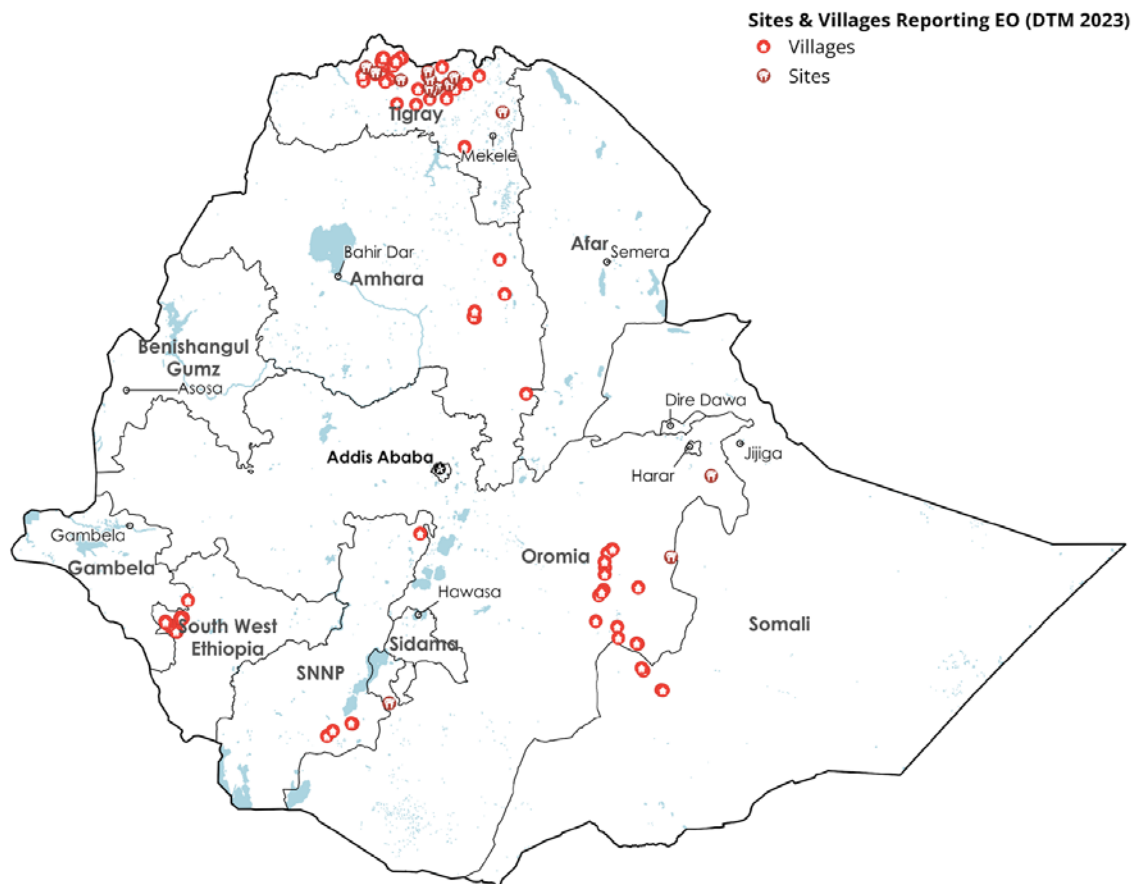 Sites & Villages Reporting EO (DTM 2023)
Villages
Sites
Tigray
Mekele
Afar
Semera
Bahir Dar
Amhara
Benishangul
Gumz
Asosa
Dire Dawa
Addis Ababa
Harar
Jijiga
Gambela
Gambela
Oromia
Hawasa
South West
Ethiopia
Sidama
Somali
SNNP